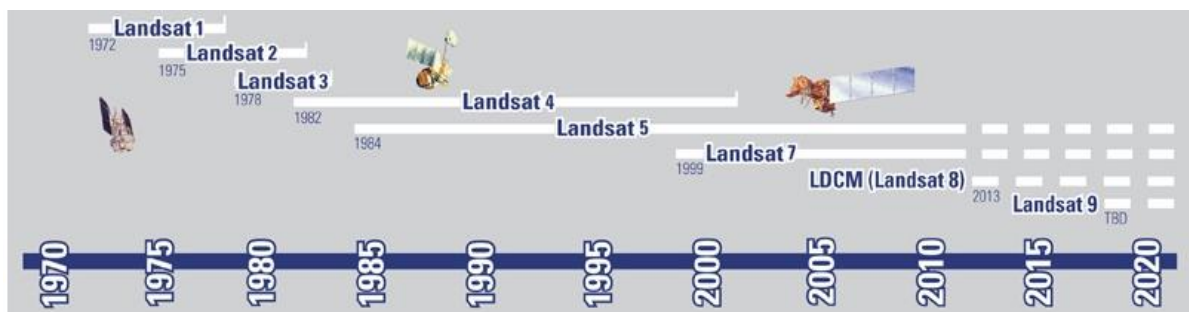 Landsat 1
1972
Landsat 2
1975
Landsat 3
1978
Landsat 4
1982
Landsat 5
1984
Landsat 7
1999
LDCM (Landsat 8)
2013
Landsat 9
TBD
1970 1975 1980 1985 1990 1995 2000 2005 2010 2015 2020